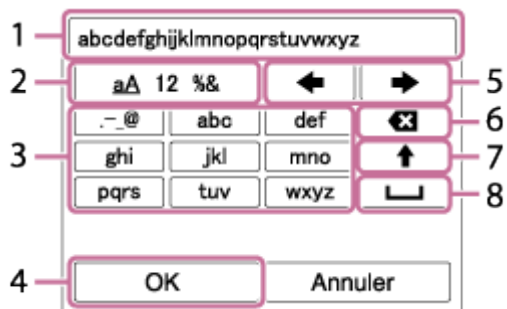 1 abcdefghijklmnopqrstuvwxyz
2 aA 12 %& 5
.-_@ abc def 6
3 ghi jkl mno 7
pqrs tuv wxyz 8
4 OK Annuler